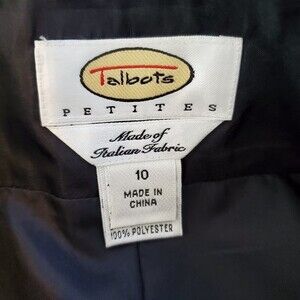 Talbots
PETITES
Made of
Italian Fabric
10
MADE IN
CHINA
100% POLYESTER